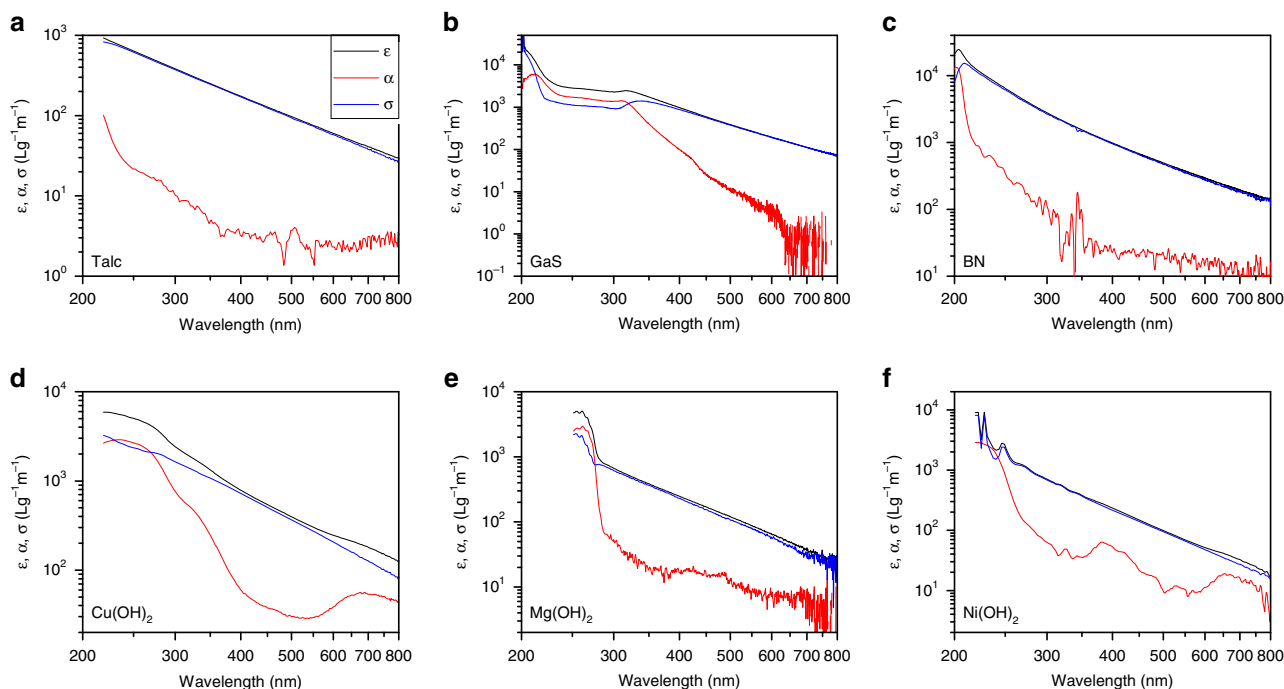 a
ε, α, σ (Lg⁻¹m⁻¹)
10³
10²
10¹
10⁰
ε
α
σ
Talc
200 300 400 500 600 700 800
Wavelength (nm)
b
ε, α, σ (Lg⁻¹m⁻¹)
10⁴
10³
10²
10¹
10⁰
10⁻¹
GaS
200 300 400 500 600 700 800
Wavelength (nm)
c
ε, α, σ (Lg⁻¹m⁻¹)
10⁴
10³
10²
10¹
BN
200 300 400 500 600 700 800
Wavelength (nm)
d
ε, α, σ (Lg⁻¹m⁻¹)
10⁴
10³
10²
Cu(OH)₂
200 300 400 500 600 700 800
Wavelength (nm)
e
ε, α, σ (Lg⁻¹m⁻¹)
10⁴
10³
10²
10¹
Mg(OH)₂
200 300 400 500 600 700 800
Wavelength (nm)
f
ε, α, σ (Lg⁻¹m⁻¹)
10⁴
10³
10²
10¹
Ni(OH)₂
200 300 400 500 600 700 800
Wavelength (nm)